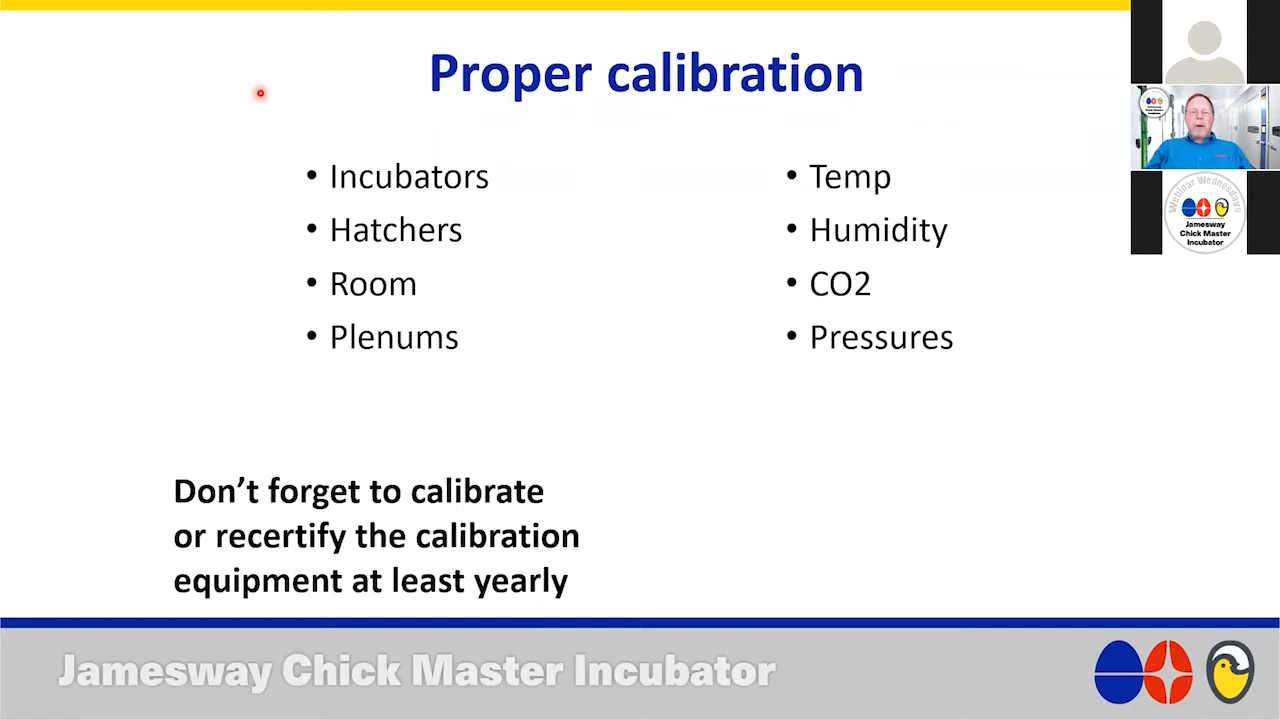 Proper calibration
• Incubators
• Hatchers
• Room
• Plenums
• Temp
• Humidity
• CO2
• Pressures
Don’t forget to calibrate
or recertify the calibration
equipment at least yearly
Jamesway Chick Master Incubator
Webinar Wednesdays
Jamesway
Chick Master
Incubator